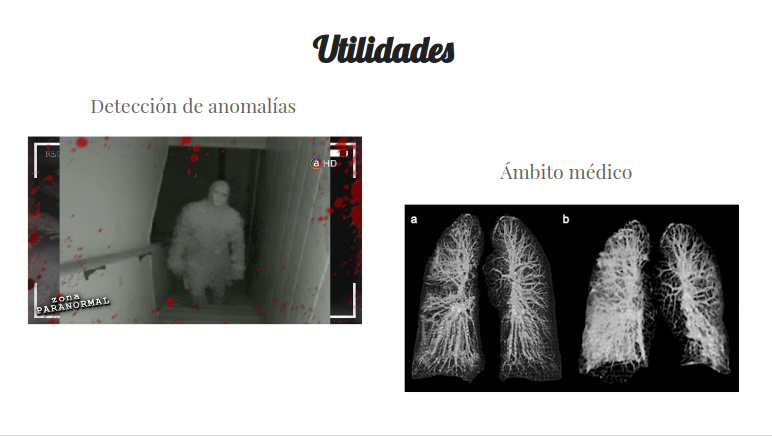 Utilidades
Detección de anomalías
a HD
zona
PARANORMAL
Ámbito médico
a
b